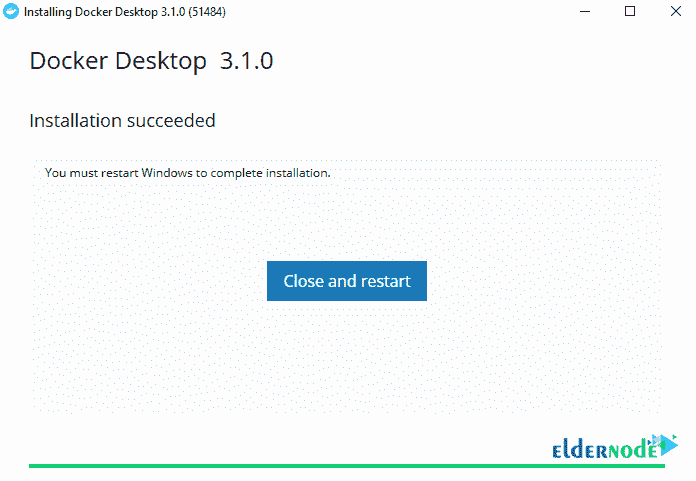 Installing Docker Desktop 3.1.0 (51484)
Docker Desktop 3.1.0
Installation succeeded
You must restart Windows to complete installation.
Close and restart
ELDERNODE